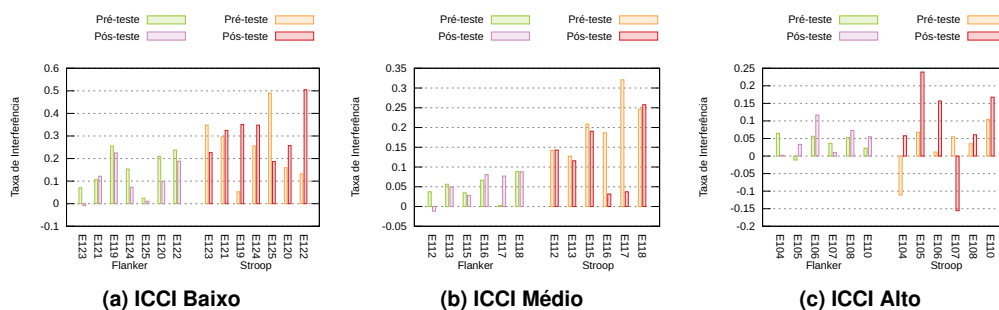 Pré-teste
Pós-teste
Pré-teste
Pós-teste
Taxa de Interferência
0.6
0.5
0.4
0.3
0.2
0.1
0
-0.1
E123
E121
E119
E124
E125
E120
E122
E123
E121
E119
E124
E125
E120
E122
Flanker
Stroop
(a) ICCI Baixo
Pré-teste
Pós-teste
Pré-teste
Pós-teste
Taxa de Interferência
0.35
0.3
0.25
0.2
0.15
0.1
0.05
0
-0.05
E112
E113
E115
E116
E117
E118
E112
E113
E115
E116
E117
E118
Flanker
Stroop
(b) ICCI Médio
Pré-teste
Pós-teste
Pré-teste
Pós-teste
Taxa de Interferência
0.25
0.2
0.15
0.1
0.05
0
-0.05
-0.1
-0.15
-0.2
E104
E105
E106
E107
E108
E110
E104
E105
E106
E107
E108
E110
Flanker
Stroop
(c) ICCI Alto